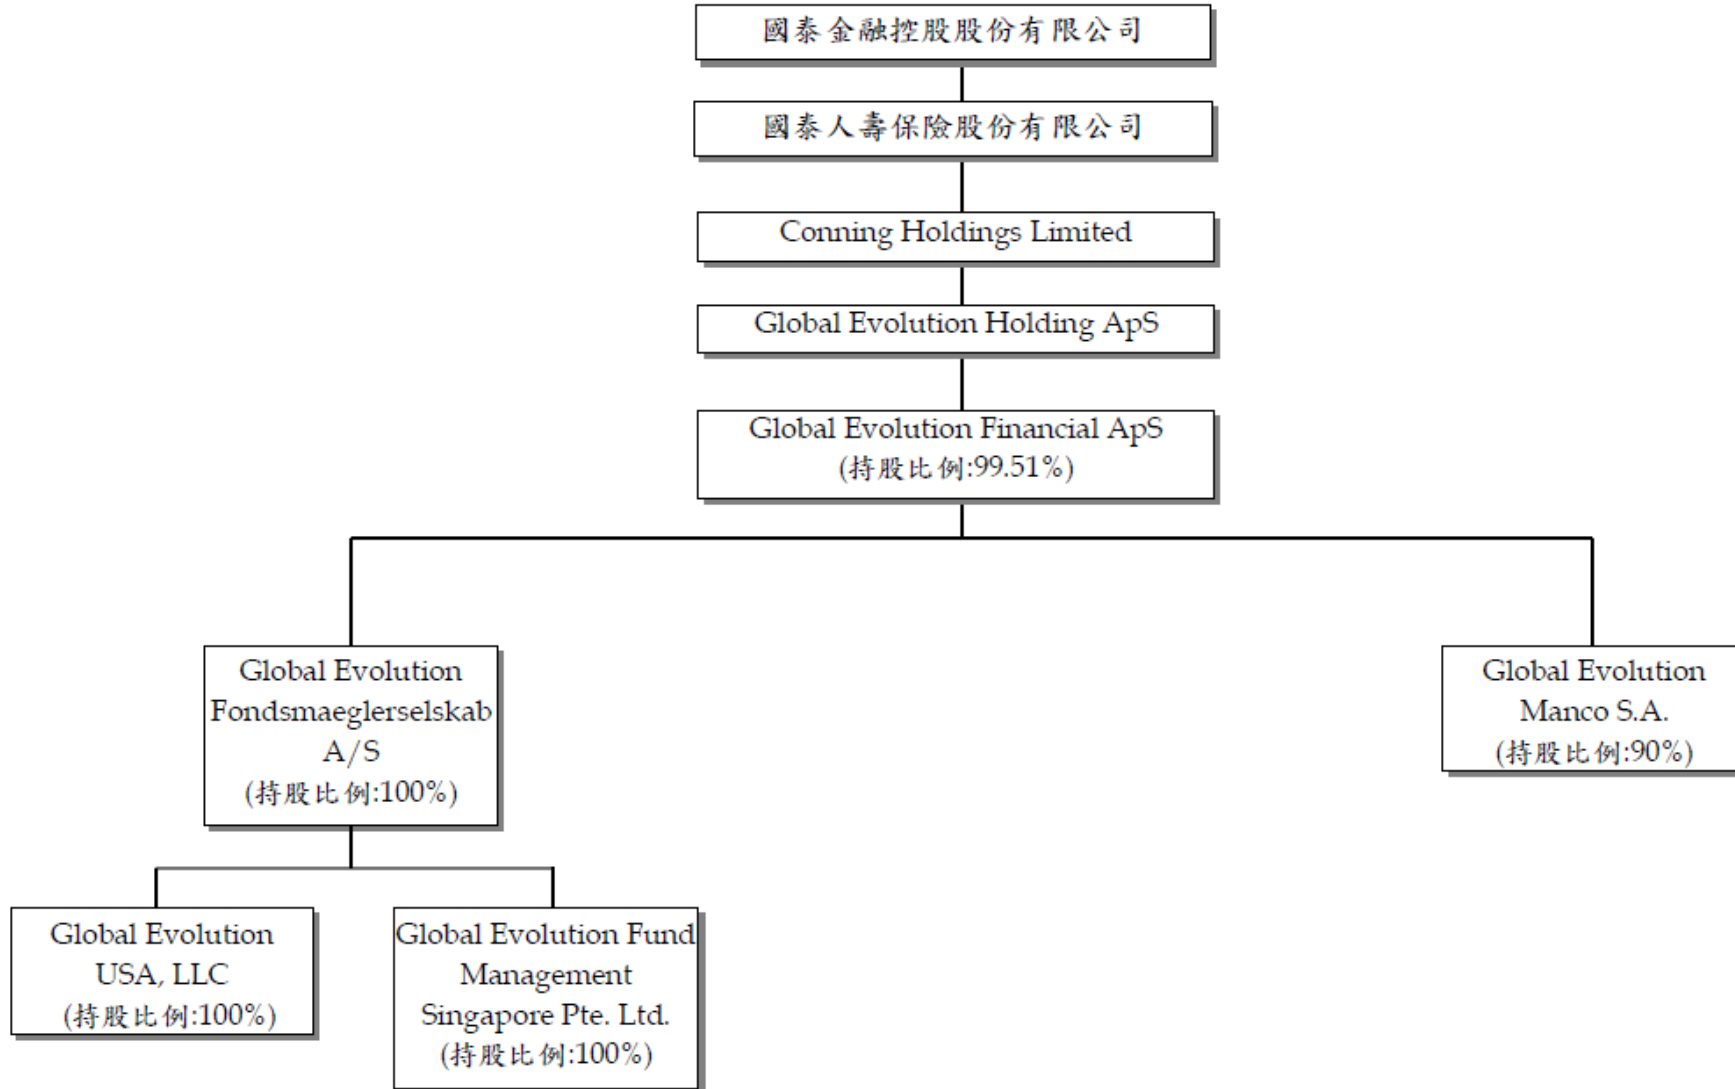 國泰金融控股股份有限公司
國泰人壽保險股份有限公司
Conning Holdings Limited
Global Evolution Holding ApS
Global Evolution Financial ApS
(持股比例:99.51%)
Global Evolution
Fondsmaeglerselskab
A/S
(持股比例:100%)
Global Evolution
Manco S.A.
(持股比例:90%)
Global Evolution
USA, LLC
(持股比例:100%)
Global Evolution Fund
Management
Singapore Pte. Ltd.
(持股比例:100%)